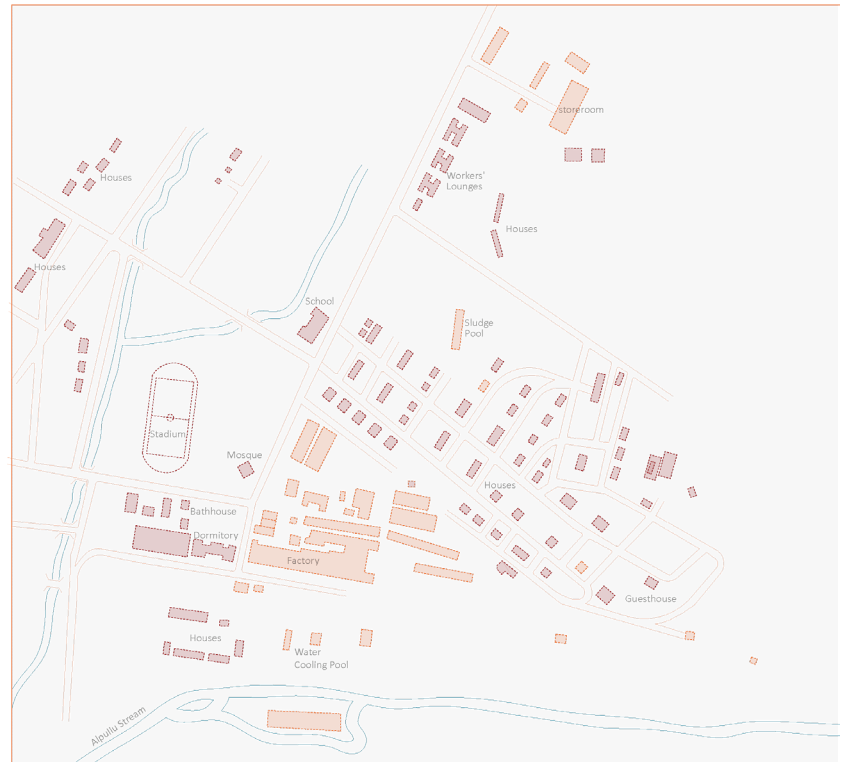 storeroom
Houses
Workers'
Lounges
Houses
Houses
School
Sludge
Pool
Stadium
Mosque
Houses
Bathhouse
Dormitory
Factory
Guesthouse
Houses
Water
Cooling Pool
Alpullu Stream